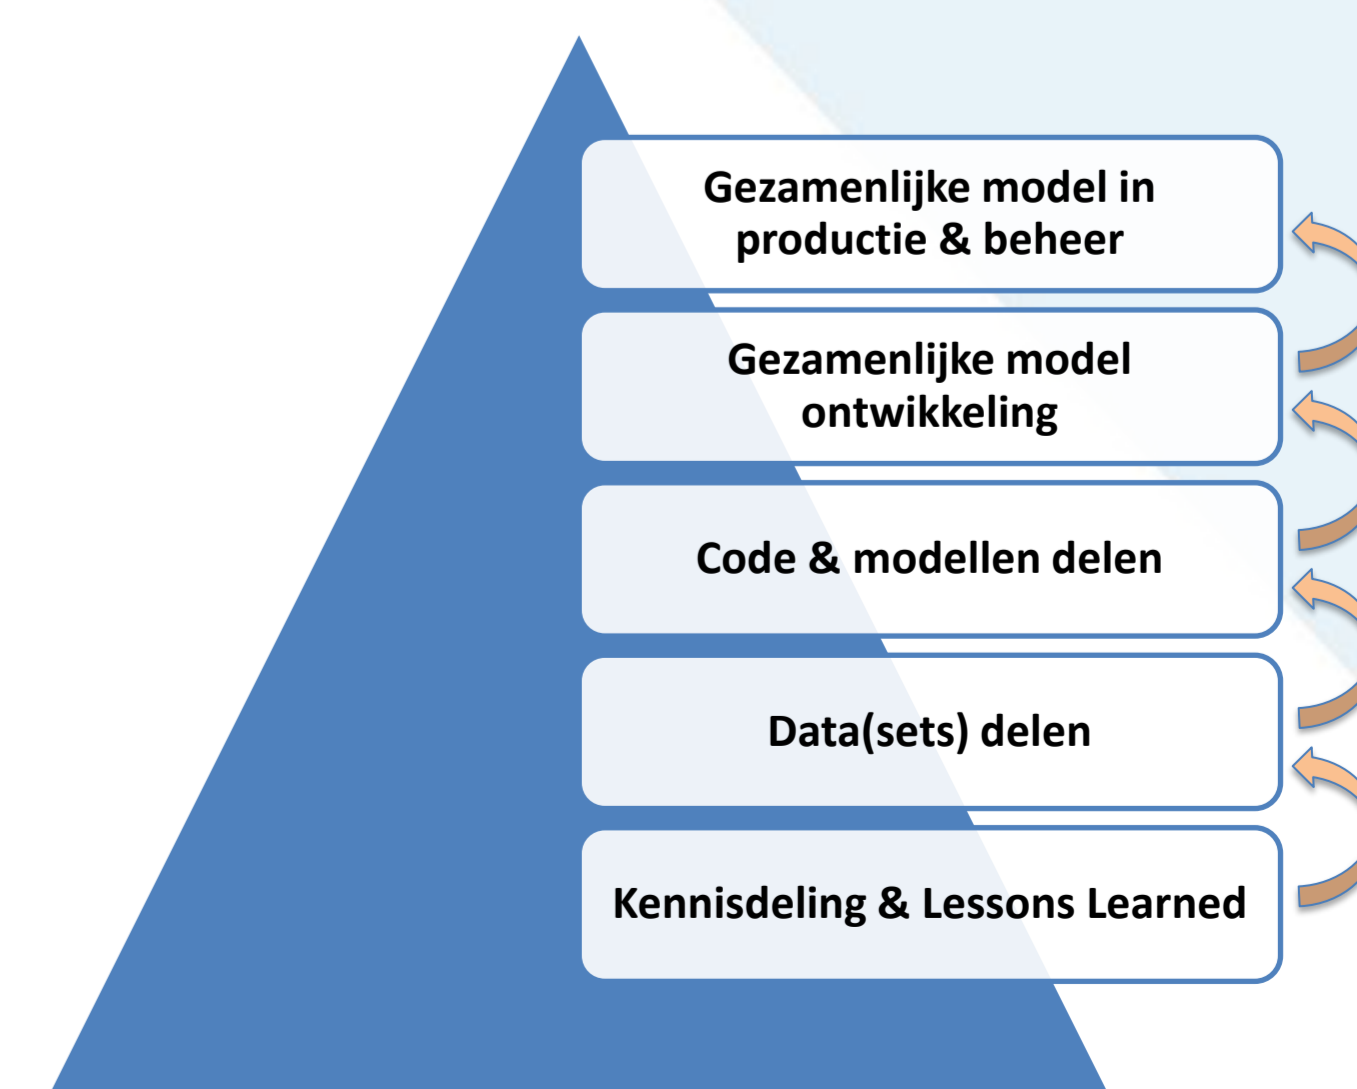 Gezamenlijke model in
productie & beheer
Gezamenlijke model
ontwikkeling
Code & modellen delen
Data(sets) delen
Kennisdeling & Lessons Learned